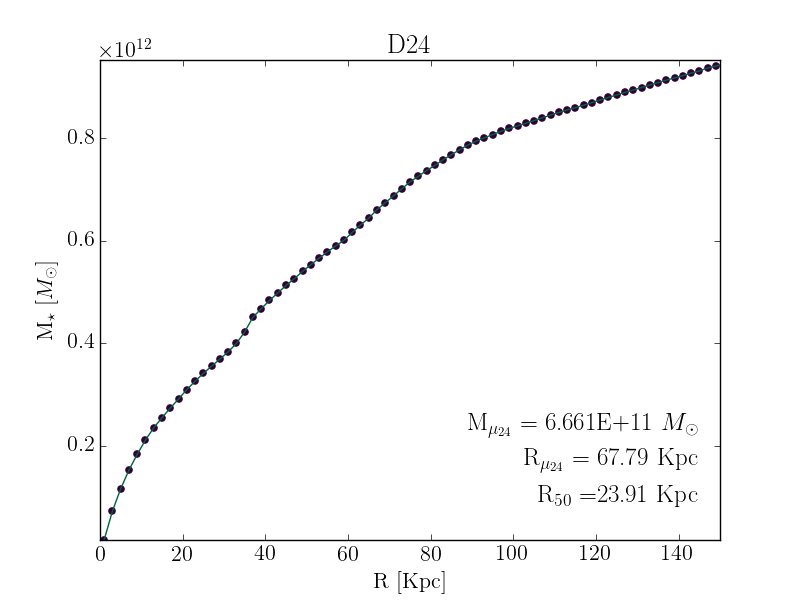 D24
×10¹²
0.8
0.6
0.4
0.2
M⋆ [M⊙]
M_μ₂₄ = 6.661E+11 M⊙
R_μ₂₄ = 67.79 Kpc
R₅₀ =23.91 Kpc
0 20 40 60 80 100 120 140
R [Kpc]